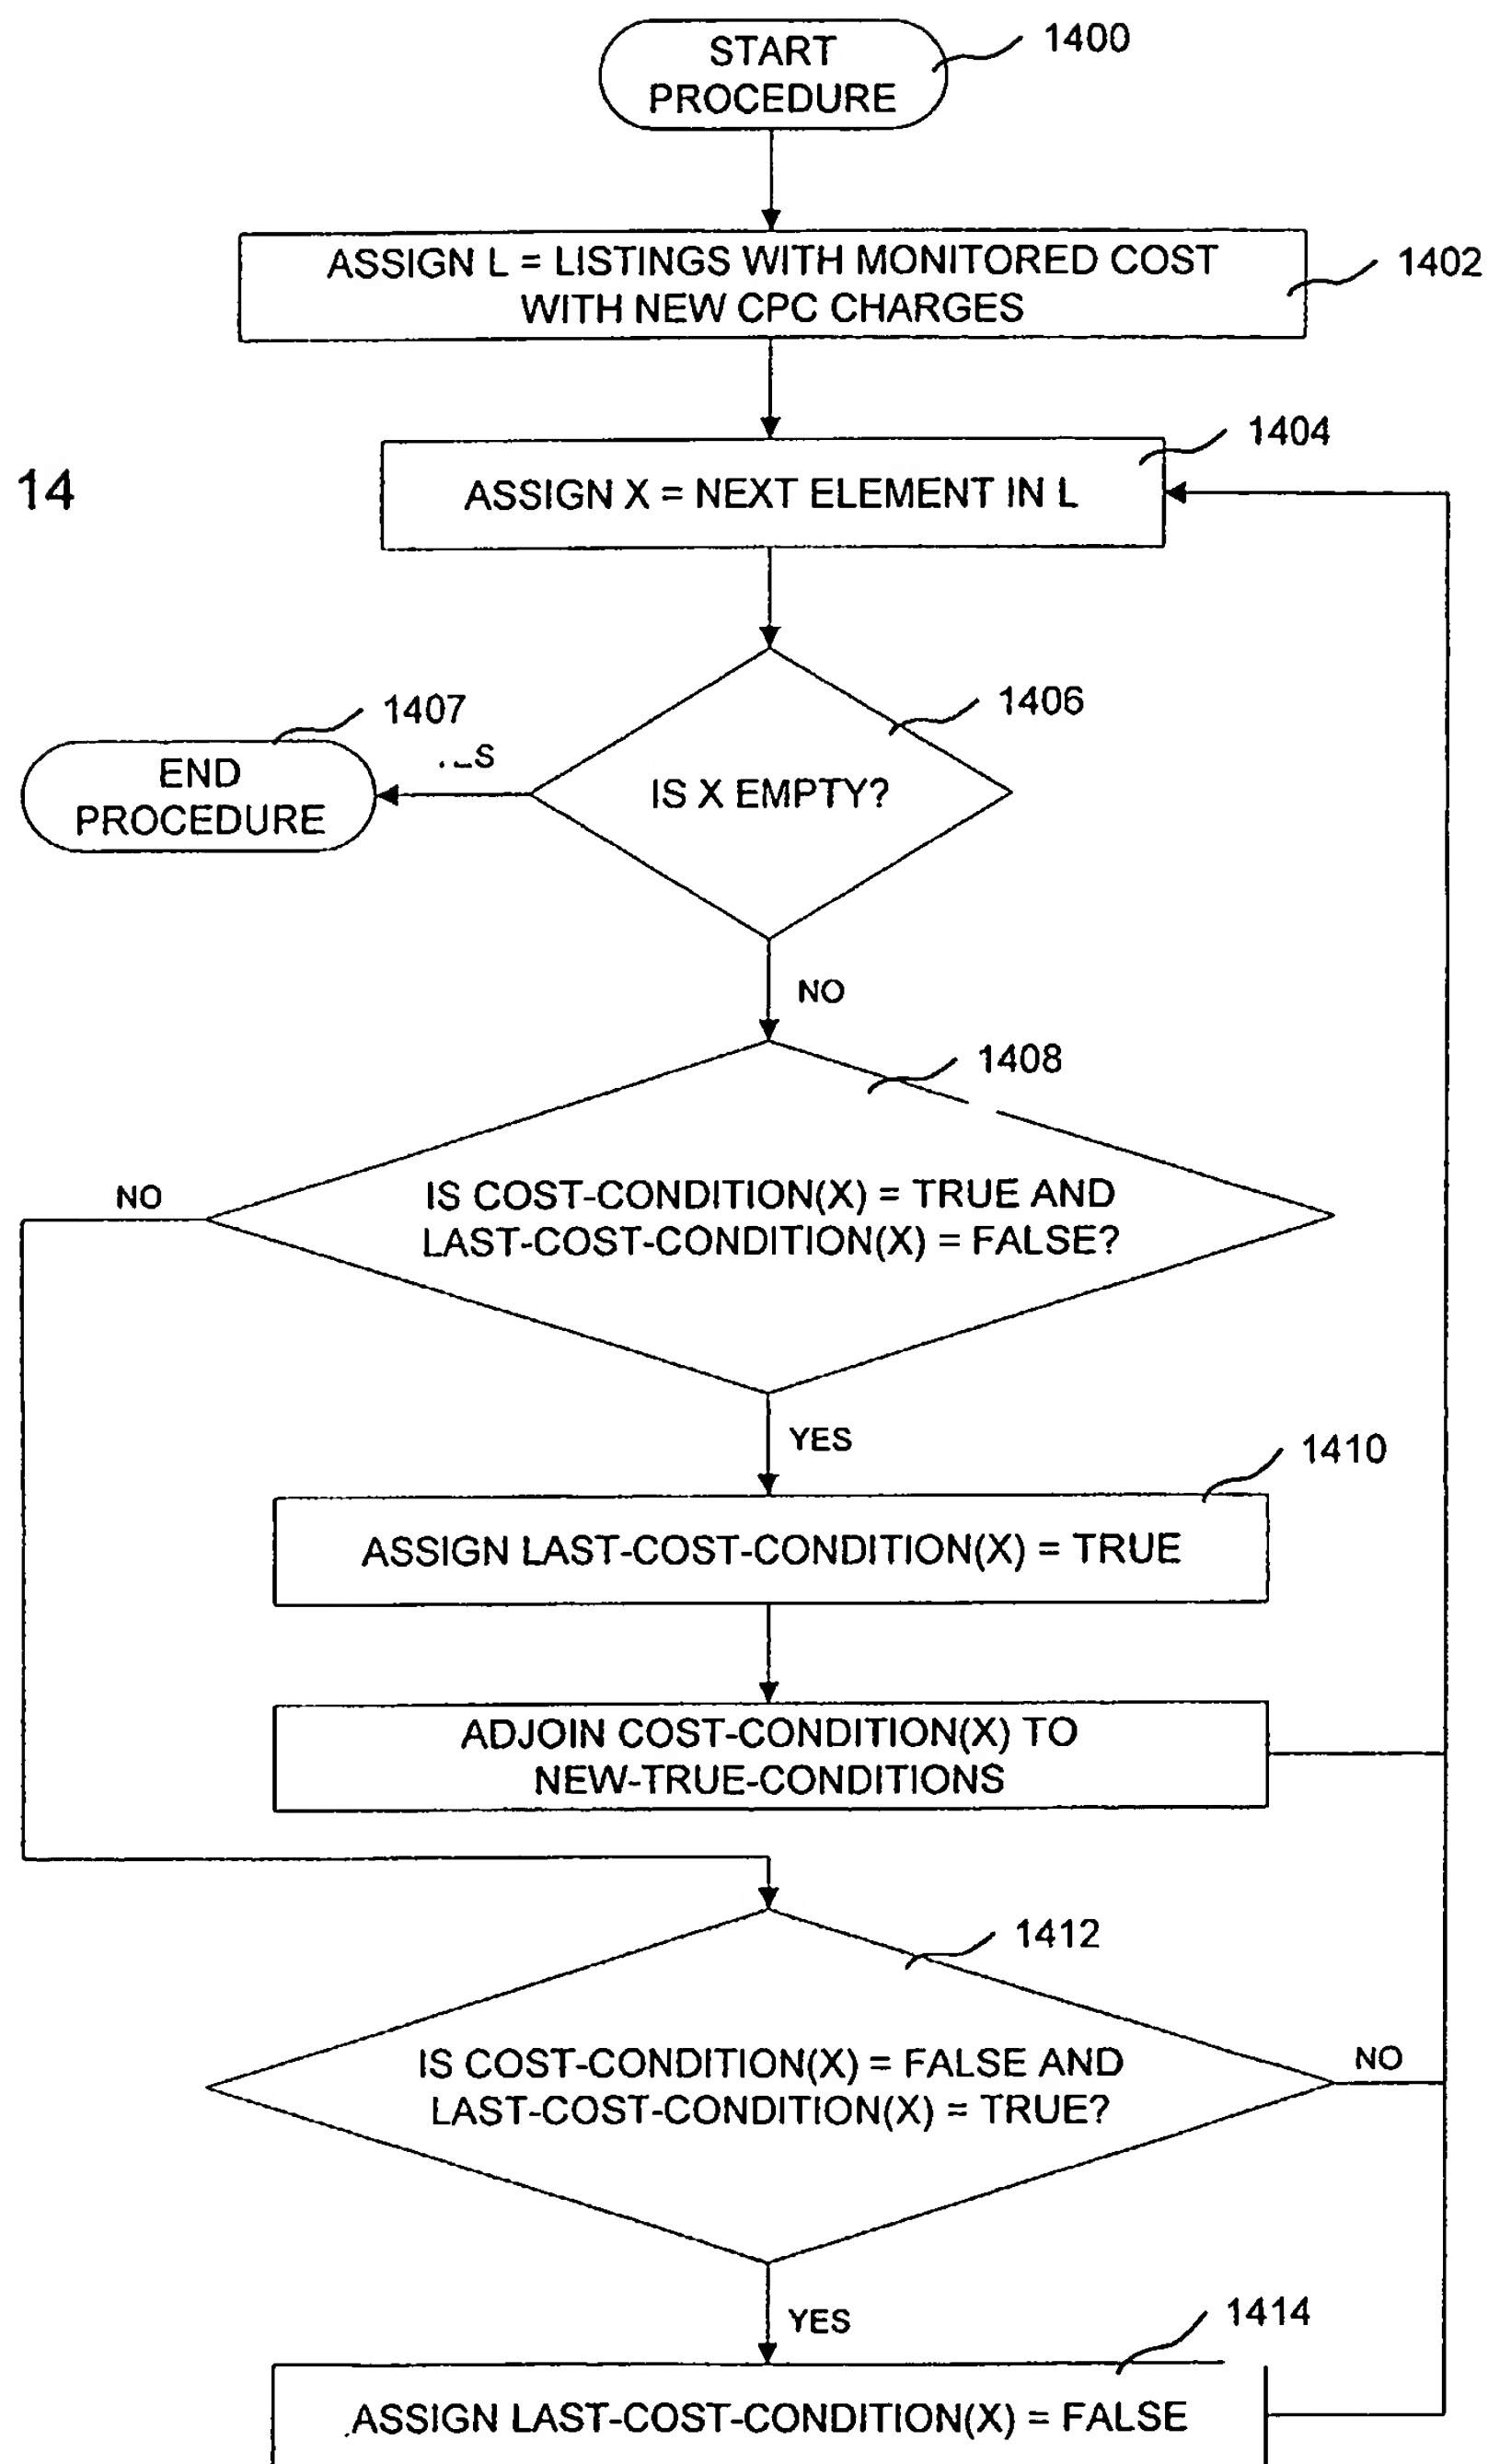 START
PROCEDURE
1400
ASSIGN L = LISTINGS WITH MONITORED COST
WITH NEW CPC CHARGES
1402
14
1404
ASSIGN X = NEXT ELEMENT IN L
1407
1406
END
PROCEDURE
IS X EMPTY?
NO
1408
NO
IS COST-CONDITION(X) = TRUE AND
LAST-COST-CONDITION(X) = FALSE?
YES
1410
ASSIGN LAST-COST-CONDITION(X) = TRUE
ADJOIN COST-CONDITION(X) TO
NEW-TRUE-CONDITIONS
1412
IS COST-CONDITION(X) = FALSE AND
LAST-COST-CONDITION(X) = TRUE?
NO
YES
1414
ASSIGN LAST-COST-CONDITION(X) = FALSE